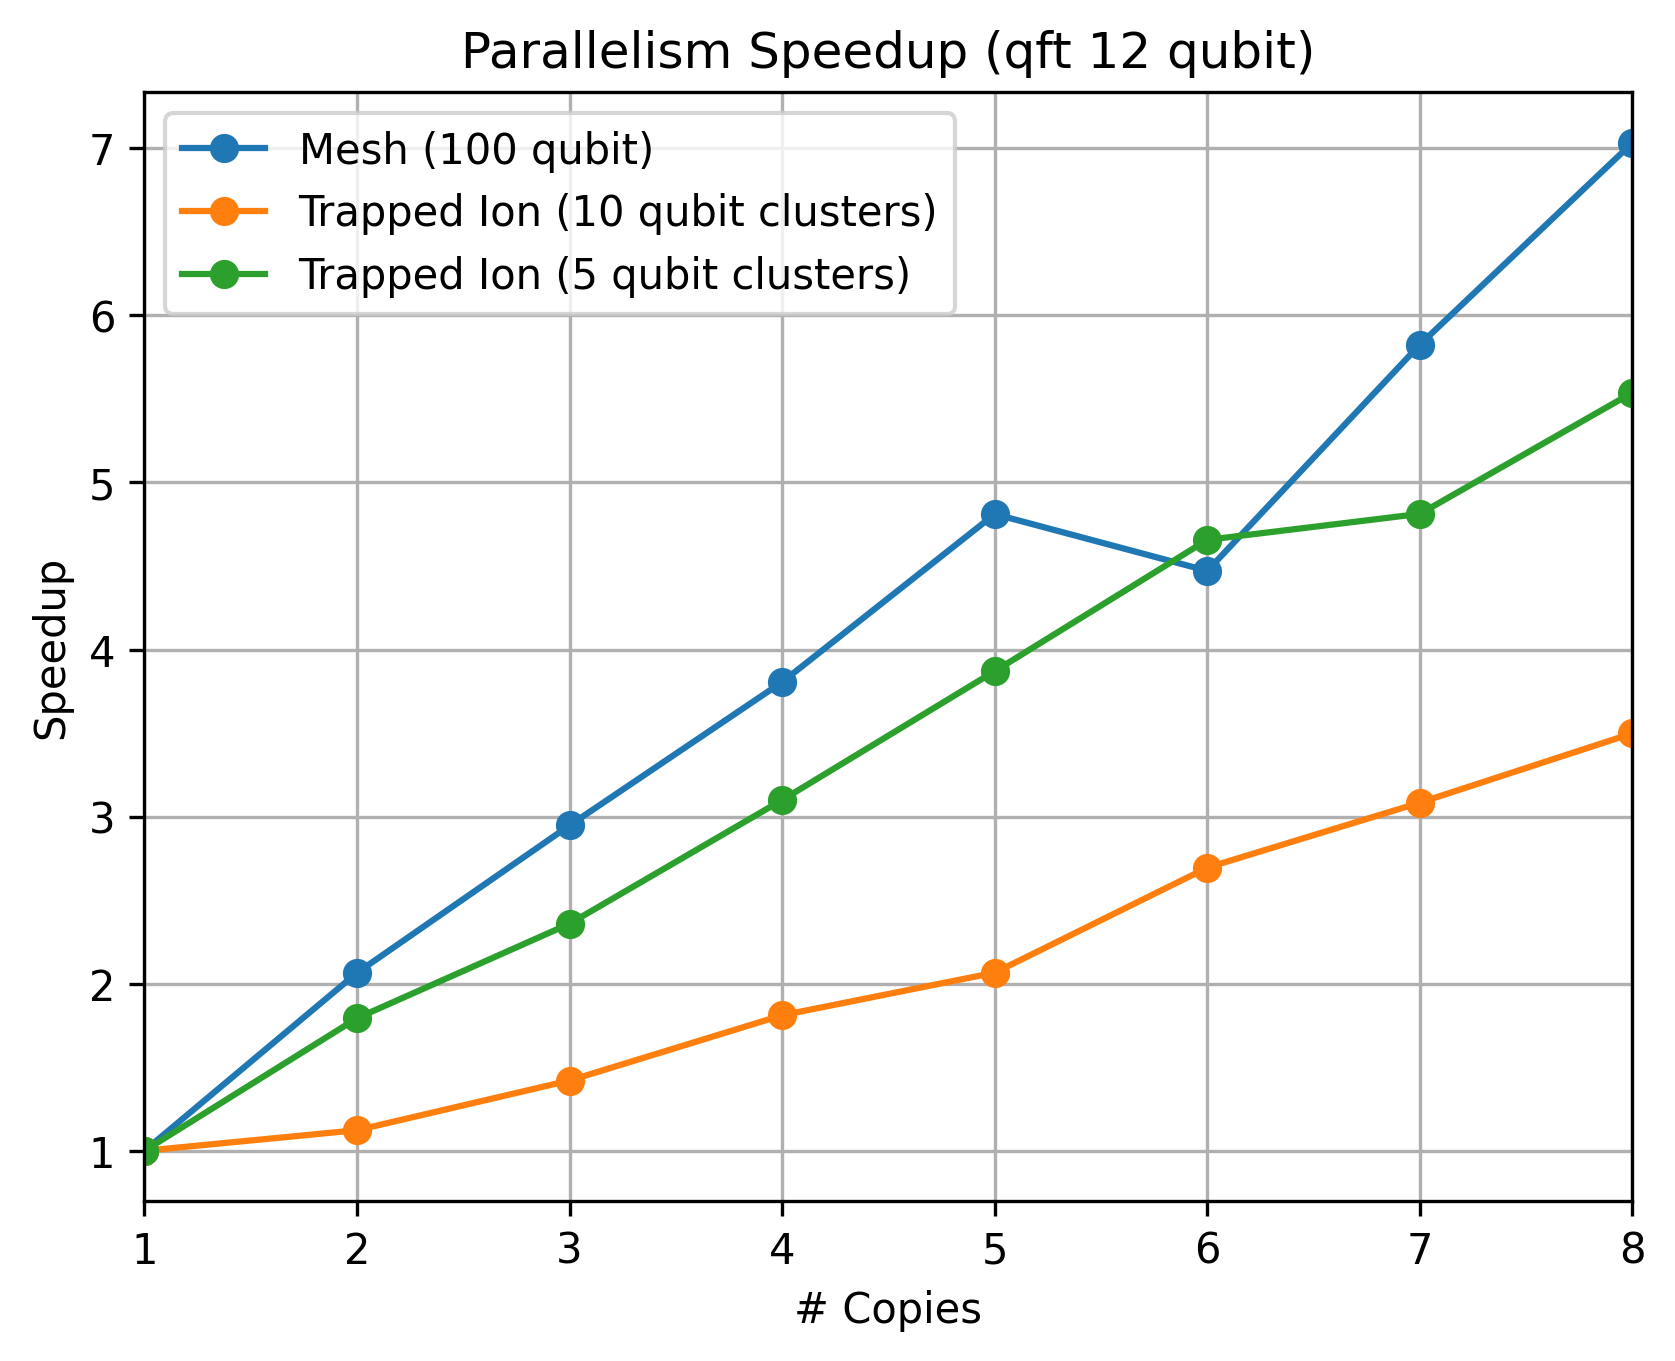 Parallelism Speedup (qft 12 qubit)
Mesh (100 qubit)
Trapped Ion (10 qubit clusters)
Trapped Ion (5 qubit clusters)
Speedup
7
6
5
4
3
2
1
1 2 3 4 5 6 7 8
# Copies